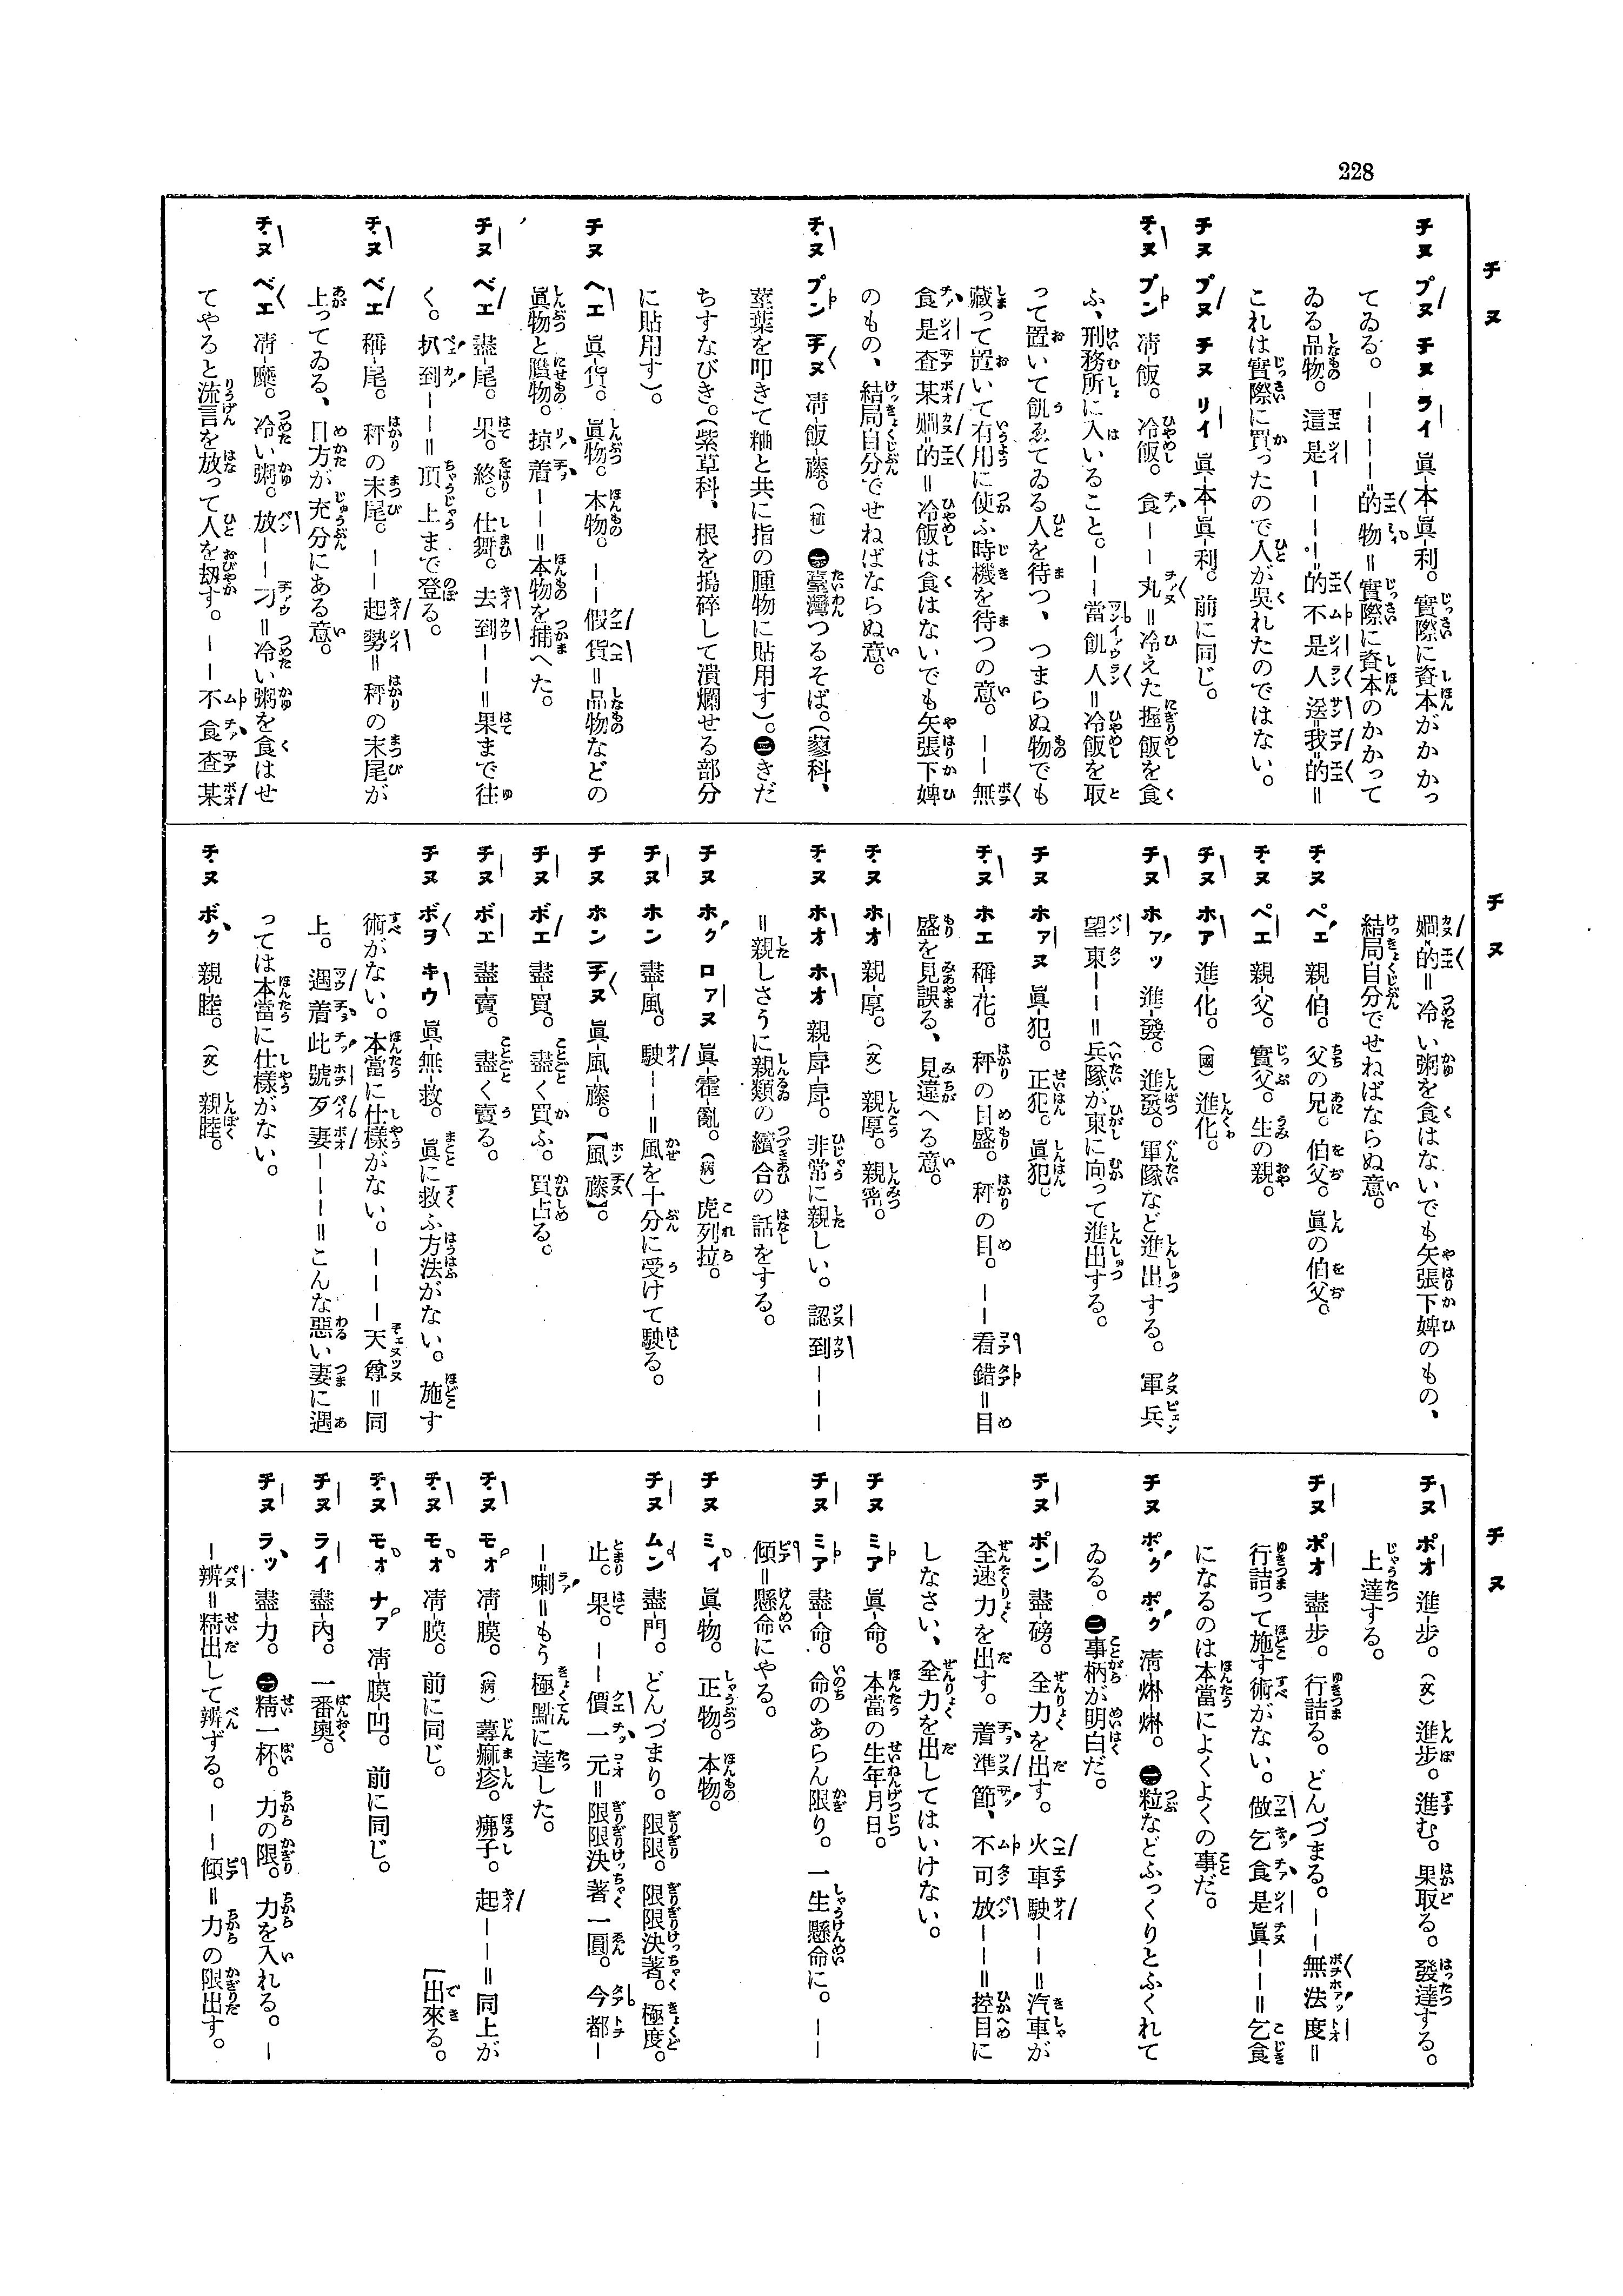 228
チヌ
チヌ プヌ チヌ ライ 眞-本-眞-利。實際に資本がかかっ
てゐる。————=的物=實際に資本のかかって
ゐる品物。這是————=的不是人送=我=的=
これは實際に買ったので人が呉れたのではない。
チヌ プヌ チヌ リイ 眞-本-眞-利。前に同じ。
チヌ プン 凊-飯。冷飯。食——丸=冷えた握飯を食
ふ、刑務所に入いること。——當飢人=冷飯を取
って置いて飢ゑてゐる人を待つ、つまらぬ物でも
藏って置いて有用に使ふ時機を待つの意。——無
食是查某嫺=的=冷飯は食はないでも矢張下婢
のもの、結局自分でせねばならぬ意。
チヌ プン チヌ 凊-飯-藤。(植)㊀臺灣つるそば。(蓼科、
莖葉を叩きて粬と共に指の腫物に貼用す)。㊁きだ
ちすなびき。(紫草科、根を搗碎して潰爛せる部分
に貼用す)。
チヌ ヘエ 眞-貨。眞物。本物。——假貨=品物などの
眞物と贋物。掠着——=本物を捕へた。
チヌ ベエ 盡-尾。果。終。仕舞。去到——=果まで往
く。扒到——=頂上まで登る。
チヌ ベエ 稱-尾。秤の末尾。——起勢=秤の末尾が
上ってゐる、目方が充分にある意。
チヌ ベエ 凊-糜。冷い粥。放——刁=冷い粥を食はせ
てやると流言を放って人を刼す。——不食查某
チヌ
嫺=的=冷い粥を食はないでも矢張下婢のもの、
結局自分でせねばならぬ意。
チヌ ペェ 親-伯。父の兄。伯父。眞の伯父。
チヌ ペエ 親-父。實父。生の親。
チヌ ホア 進-化。(國)進化。
チヌ ホァッ 進-發。進發。軍隊など進出する。軍兵
望東——=兵隊が東に向って進出する。
チヌ ホァヌ 眞-犯。正犯。眞犯。
チヌ ホエ 稱-花。秤の目盛。秤の目。——看錯=目
盛を見誤る、見違へる意。
チヌ ホオ 親-厚。(文)親厚。親密。
チヌ ホオ ホオ 親-戽-戽。非常に親しい。認到———
=親しさうに親類の纘合の話をする。
チヌ ホク ロァヌ 眞-霍-亂。(病)虎列拉。
チヌ ホン 盡-風。駛——=風を十分に受けて駛る。
チヌ ホン チヌ 眞-風-藤。【風藤】。
チヌ ボエ 盡-買。盡く買ふ。買占る。
チヌ ボエ 盡-賣。盡く賣る。
チヌ ボヲ キウ 眞-無-救。眞に救ふ方法がない。施す
術がない。本當に仕樣がない。———天尊=同
上。遇着此號歹妻———=こんな惡い妻に遇
っては本當に仕樣がない。
チヌ ボク 親-睦。(文)親睦。
チヌ
チヌ ポオ 進-步。(文)進步。進む。果取る。發達する。
上達する。
チヌ ポオ 盡-步。行詰る。どんづまる。——無法度=
行詰って施す術がない。做乞食是眞——=乞食
になるのは本當によくよくの事だ。
チヌ ポク ポク 凊-烞-烞。㊀粒などふっくりとふくれて
ゐる。㊁事柄が明白だ。
チヌ ポン 盡-磅。全力を出す。火車駛——=汽車が
全速力を出す。着準節、不可放——=控目に
しなさい、全力を出してはいけない。
チヌ ミア 眞-命。本當の生年月日。
チヌ ミア 盡-命。命のあらん限り。一生懸命に。——
傾=懸命にやる。
チヌ ミィ 眞-物。正物。本物。
チヌ ムン 盡-門。どんづまり。限限。限限決著。極度。
止。果。——價一元=限限決著一圓。今都—
—=喇=もう極點に達した。
チヌ モォ 凊-膜。(病)蕁痲疹。痱子。起——=同上が
チヌ モォ 凊-膜。前に同じ。 [出來る。
チヌ モォ ナァ 凊-膜-凹。前に同じ。
チヌ ライ 盡-內。一番奥。
チヌ ラッ 盡-力。㊀精一杯。力の限。力を入れる。—
—辨=精出して辨ずる。——傾=力の限出す。